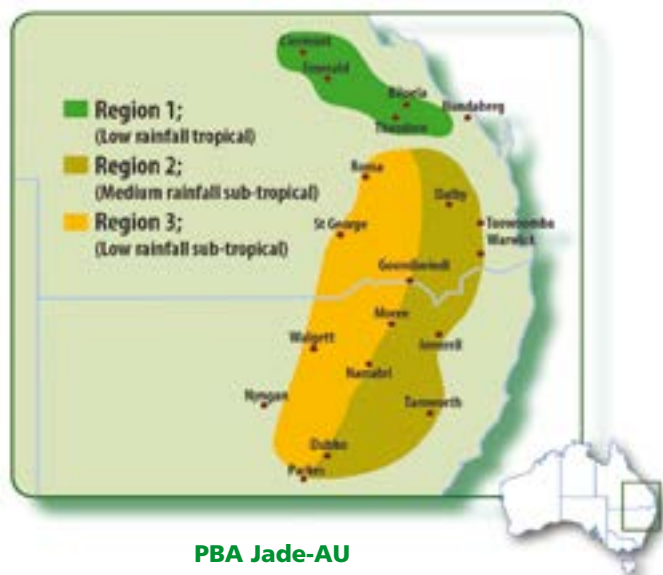 Clermont
Emerald
Biloela
Bundaberg
Theodore
Region 1;
(Low rainfall tropical)
Region 2;
(Medium rainfall sub-tropical)
Region 3;
(Low rainfall sub-tropical)
Roma
Dalby
St George
Toowoomba
Warwick
Goondiwindi
Moree
Walgett
Inverell
Narrabri
Nyngan
Tamworth
Dubbo
Parkes
PBA Jade-AU